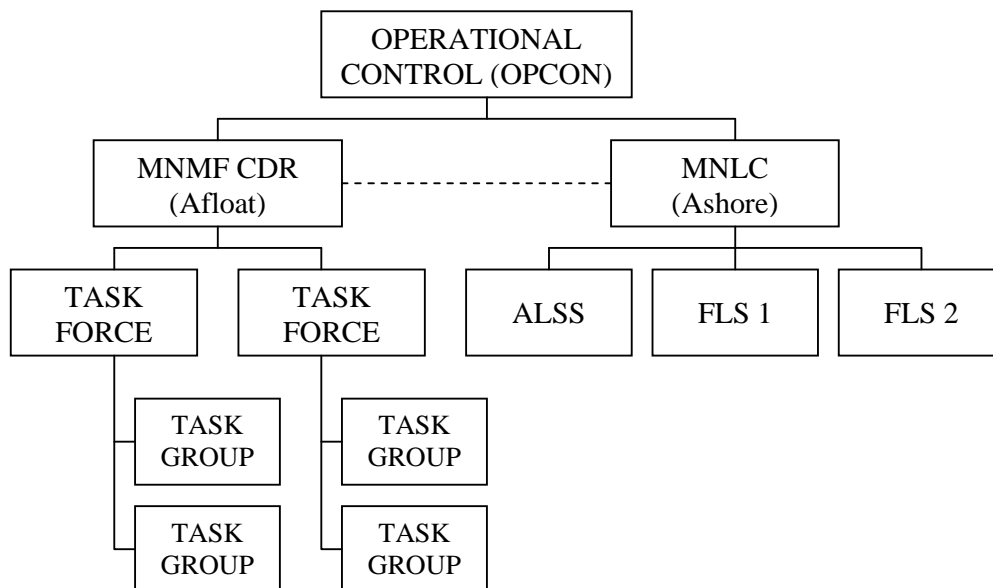 OPERATIONAL
CONTROL (OPCON)
MNMF CDR
(Afloat)
MNLC
(Ashore)
TASK
FORCE
TASK
FORCE
ALSS
FLS 1
FLS 2
TASK
GROUP
TASK
GROUP
TASK
GROUP
TASK
GROUP